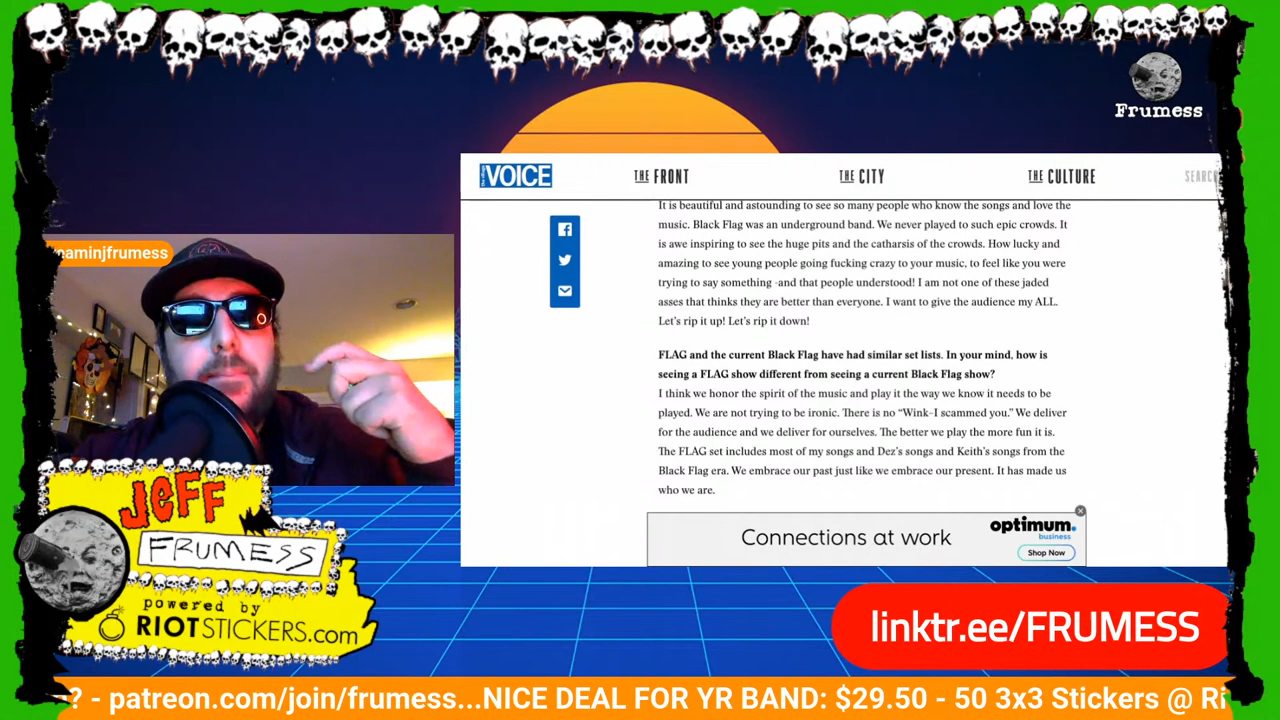 Frumess
the village VOICE
THE FRONT
THE CITY
THE CULTURE
SEARC
It is beautiful and astounding to see so many people who know the songs and love the
music. Black Flag was an underground band. We never played to such epic crowds. It
is awe inspiring to see the huge pits and the catharsis of the crowds. How lucky and
amazing to see young people going fucking crazy to your music, to feel like you were
trying to say something -and that people understood! I am not one of these jaded
asses that thinks they are better than everyone. I want to give the audience my ALL.
Let's rip it up! Let's rip it down!
FLAG and the current Black Flag have had similar set lists. In your mind, how is
seeing a FLAG show different from seeing a current Black Flag show?
I think we honor the spirit of the music and play it the way we know it needs to be
played. We are not trying to be ironic. There is no “Wink-I scammed you.” We deliver
for the audience and we deliver for ourselves. The better we play the more fun it is.
The FLAG set includes most of my songs and Dez's songs and Keith's songs from the
Black Flag era. We embrace our past just like we embrace our present. It has made us
who we are.
Connections at work
optimum.
business
Shop Now
eaminjfrumess
JEFF
FRUMESS
powered by
RIOTSTICKERS.com
linktr.ee/FRUMESS
? - patreon.com/join/frumess...NICE DEAL FOR YR BAND: $29.50 - 50 3x3 Stickers @ Ri